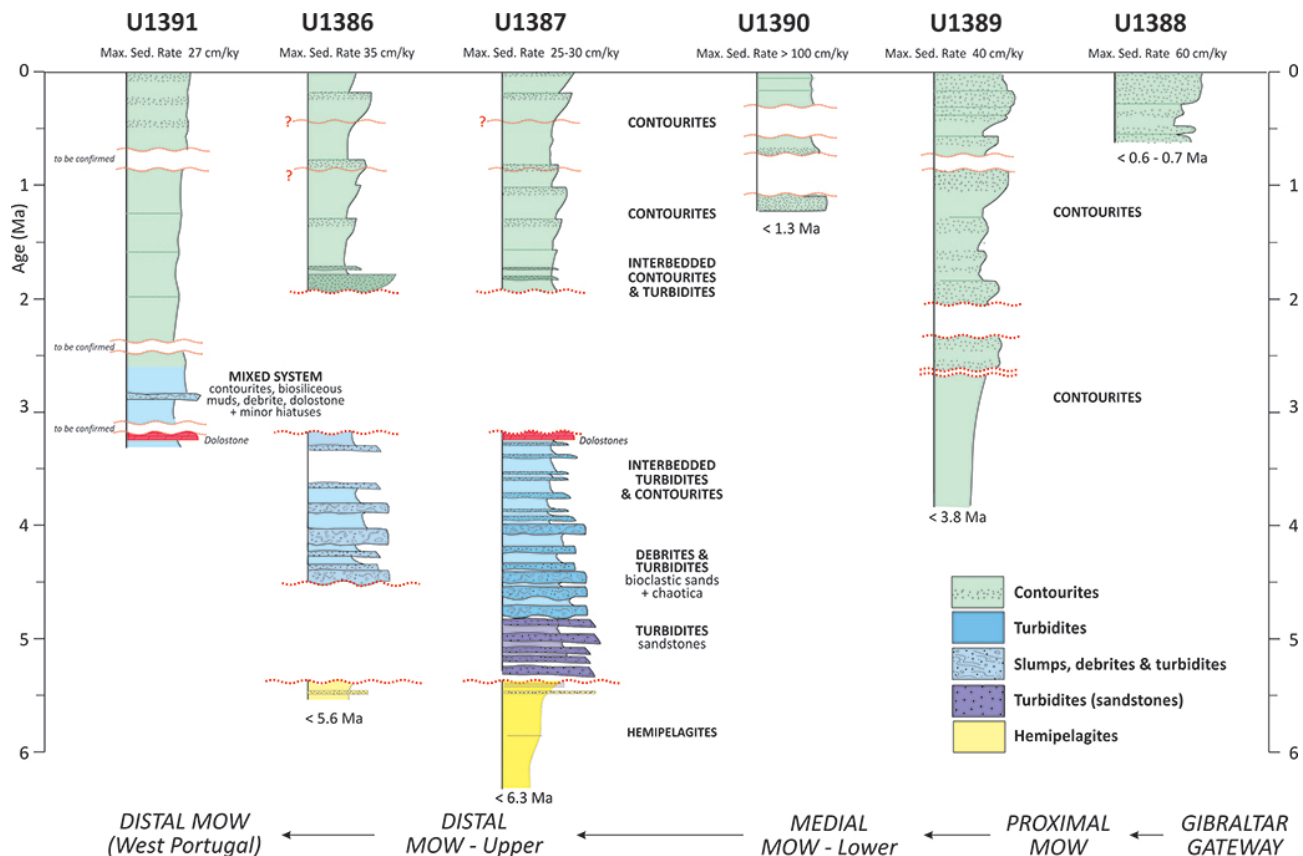 U1391
Max. Sed. Rate 27 cm/ky
U1386
Max. Sed. Rate 35 cm/ky
U1387
Max. Sed. Rate 25-30 cm/ky
U1390
Max. Sed. Rate > 100 cm/ky
U1389
Max. Sed. Rate 40 cm/ky
U1388
Max. Sed. Rate 60 cm/ky
Age (Ma)
0
1
2
3
4
5
6
to be confirmed
to be confirmed
to be confirmed
MIXED SYSTEM
contourites, biosiliceous
muds, debrite, dolostone
+ minor hiatuses
Dolostone
?
?
< 5.6 Ma
?
Dolostones
< 6.3 Ma
CONTOURITES
CONTOURITES
INTERBEDDED
CONTOURITES
& TURBIDITES
INTERBEDDED
TURBIDITES
& CONTOURITES
DEBRITES &
TURBIDITES
bioclastic sands
+ chaotica
TURBIDITES
sandstones
HEMIPELAGITES
< 1.3 Ma
< 3.8 Ma
CONTOURITES
CONTOURITES
< 0.6 - 0.7 Ma
0
1
2
3
4
5
6
Contourites
Turbidites
Slumps, debrites & turbidites
Turbidites (sandstones)
Hemipelagites
DISTAL MOW
(West Portugal)
DISTAL
MOW - Upper
MEDIAL
MOW - Lower
PROXIMAL
MOW
GIBRALTAR
GATEWAY